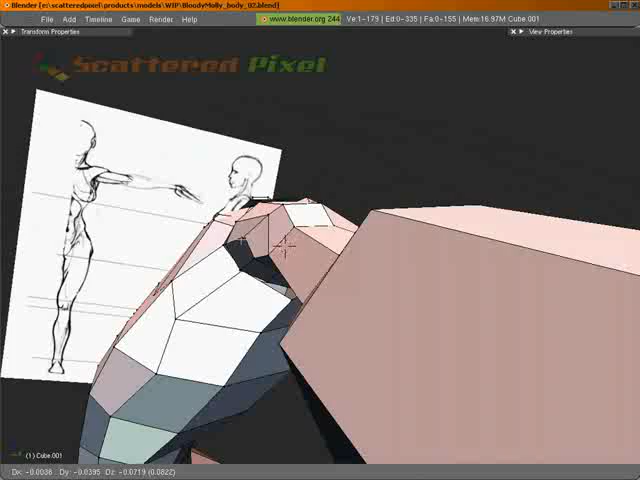 Blender [e:\scatteredpixel\products\models\WIP\BloodyMolly_body_02.blend]
File Add Timeline Game Render Help www.blender.org 244 Ve:1-179 | Ed:0-335 | Fa:0-155 | Mem:16.97M Cube.001
Transform Properties View Properties
Scattered Pixel
(1) Cube.001
Dx: -0.0036 Dy: -0.0395 Dz: -0.0719 (0.0822)